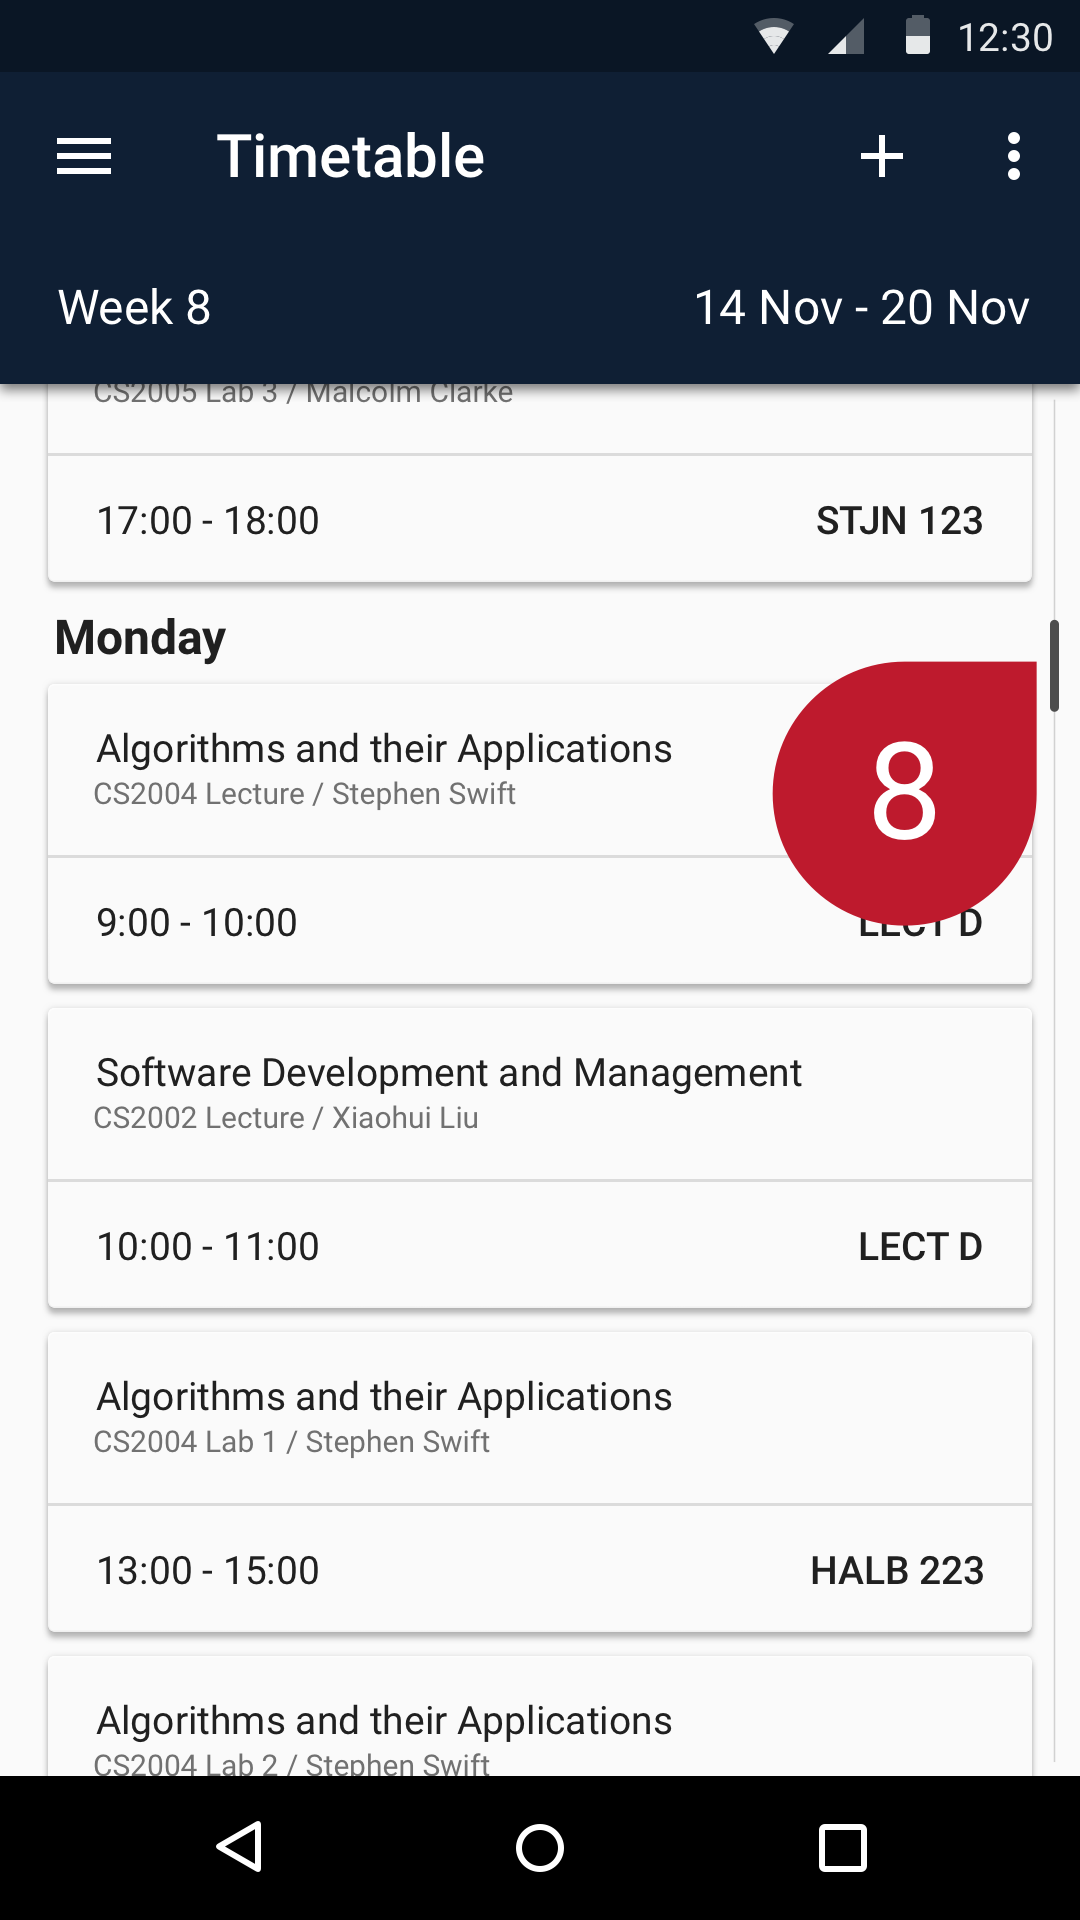 12:30
Timetable
Week 8
14 Nov - 20 Nov
CS2005 Lab 3 / Malcolm Clarke
17:00 - 18:00
STJN 123
Monday
Algorithms and their Applications
CS2004 Lecture / Stephen Swift
8
9:00 - 10:00
LECT D
Software Development and Management
CS2002 Lecture / Xiaohui Liu
10:00 - 11:00
LECT D
Algorithms and their Applications
CS2004 Lab 1 / Stephen Swift
13:00 - 15:00
HALB 223
Algorithms and their Applications
CS2004 Lab 2 / Stephen Swift